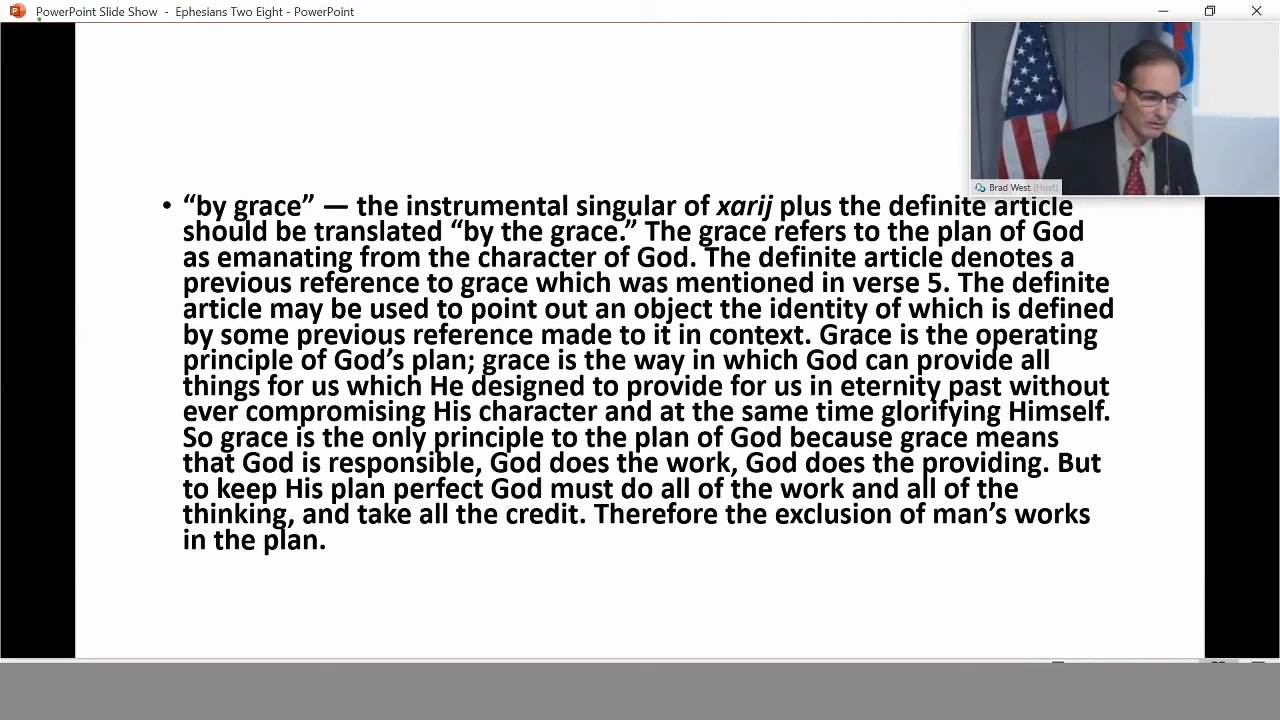 PowerPoint Slide Show - Ephesians Two Eight - PowerPoint
Brad West (Host)
• “by grace” — the instrumental singular of xarij plus the definite article
should be translated “by the grace.” The grace refers to the plan of God
as emanating from the character of God. The definite article denotes a
previous reference to grace which was mentioned in verse 5. The definite
article may be used to point out an object the identity of which is defined
by some previous reference made to it in context. Grace is the operating
principle of God’s plan; grace is the way in which God can provide all
things for us which He designed to provide for us in eternity past without
ever compromising His character and at the same time glorifying Himself.
So grace is the only principle to the plan of God because grace means
that God is responsible, God does the work, God does the providing. But
to keep His plan perfect God must do all of the work and all of the
thinking, and take all the credit. Therefore the exclusion of man’s works
in the plan.